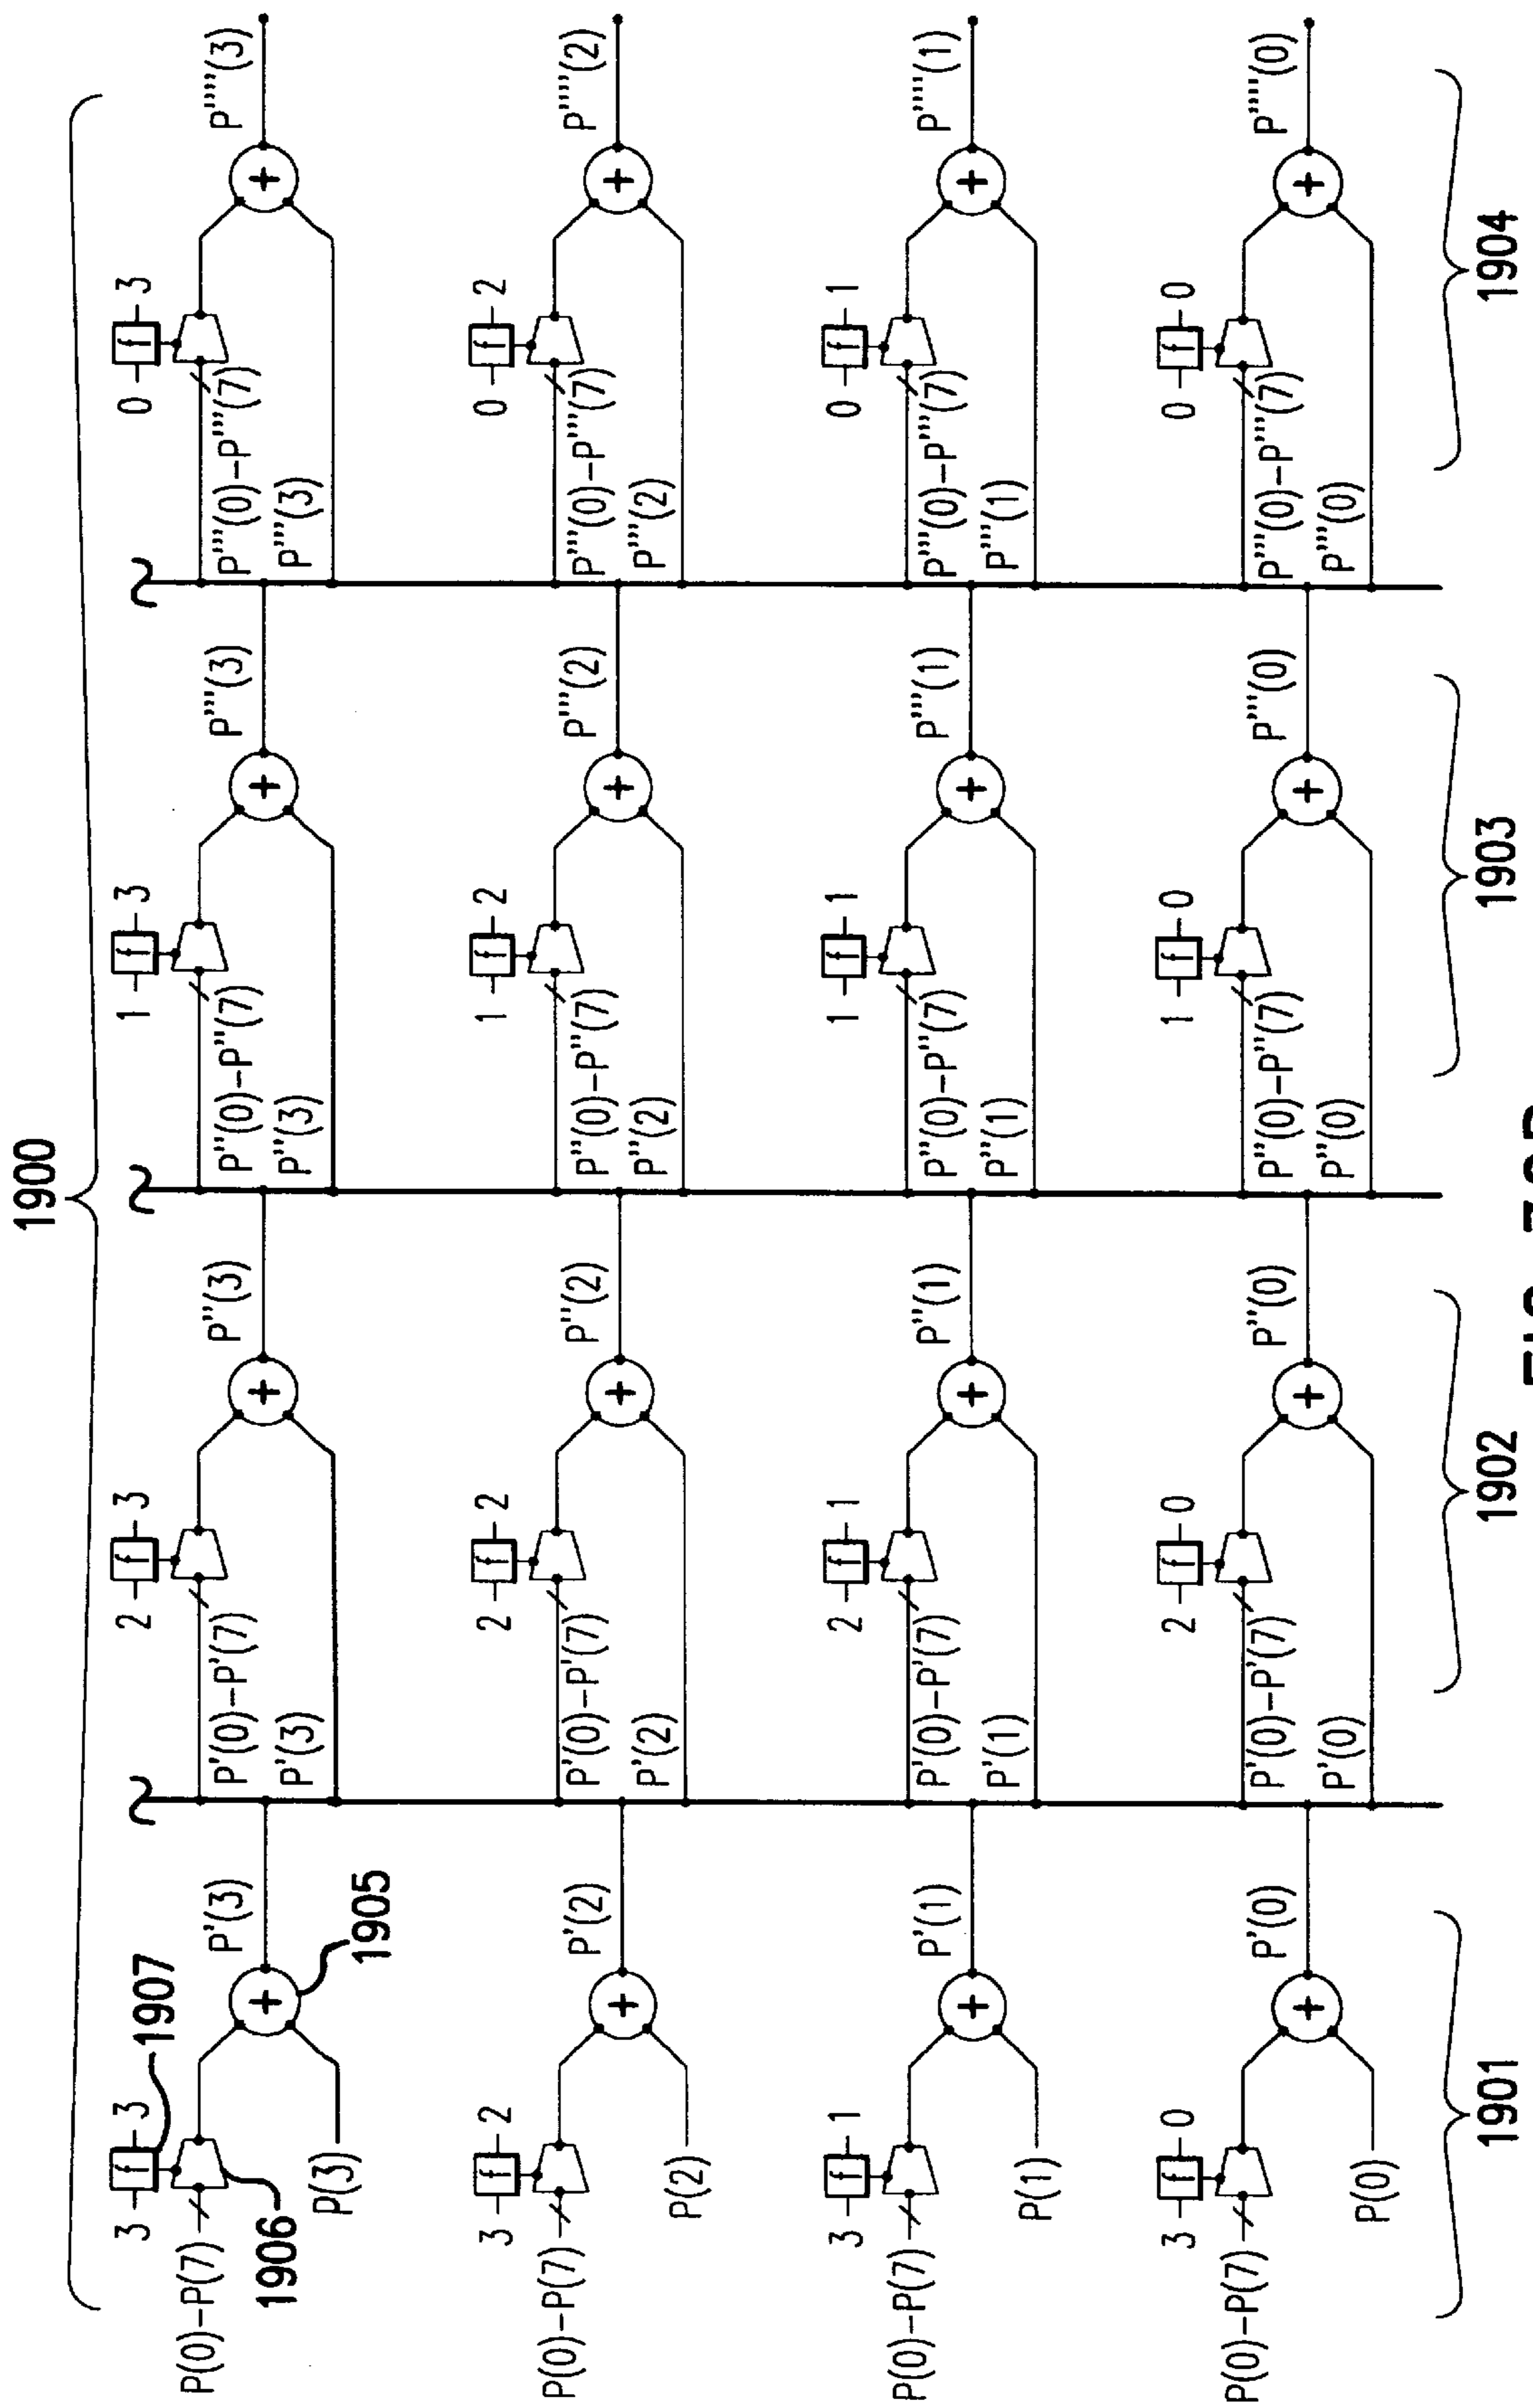 1900
3 f 3
1907
2 f 3
1 f 3
0 f 3
P(0)–P(7)
1906
P(3)
+
1905
P'(3)
P'(0)–P'(7)
P'(3)
+
P''(3)
P''(0)–P''(7)
P''(3)
+
P'''(3)
P'''(0)–P'''(7)
P'''(3)
+
P''''(3)
3 f 2
2 f 2
1 f 2
0 f 2
P(0)–P(7)
P(2)
+
P'(2)
P'(0)–P'(7)
P'(2)
+
P''(2)
P''(0)–P''(7)
P''(2)
+
P'''(2)
P'''(0)–P'''(7)
P'''(2)
+
P''''(2)
3 f 1
2 f 1
1 f 1
0 f 1
P(0)–P(7)
P(1)
+
P'(1)
P'(0)–P'(7)
P'(1)
+
P''(1)
P''(0)–P''(7)
P''(1)
+
P'''(1)
P'''(0)–P'''(7)
P'''(1)
+
P''''(1)
3 f 0
2 f 0
1 f 0
0 f 0
P(0)–P(7)
P(0)
+
P'(0)
P'(0)–P'(7)
P'(0)
+
P''(0)
P''(0)–P''(7)
P''(0)
+
P'''(0)
P'''(0)–P'''(7)
P'''(0)
+
P''''(0)
1901
1902
1903
1904